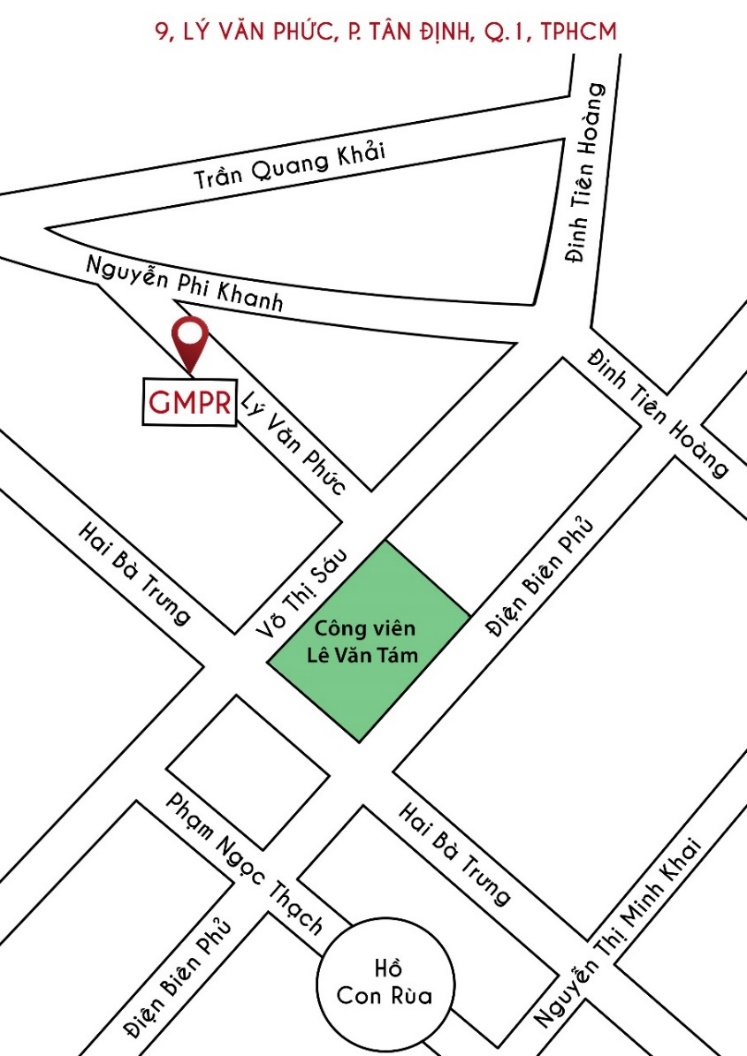 9, LÝ VĂN PHỨC, P. TÂN ĐỊNH, Q.1, TPHCM
Trần Quang Khải
Đinh Tiên Hoàng
Nguyễn Phi Khanh
Đinh Tiên Hoàng
GMPR
Lý Văn Phức
Hai Bà Trưng
Võ Thị Sáu
Điện Biên Phủ
Công viên
Lê Văn Tám
Phạm Ngọc Thạch
Hai Bà Trưng
Nguyễn Thị Minh Khai
Điện Biên Phủ
Hồ
Con Rùa